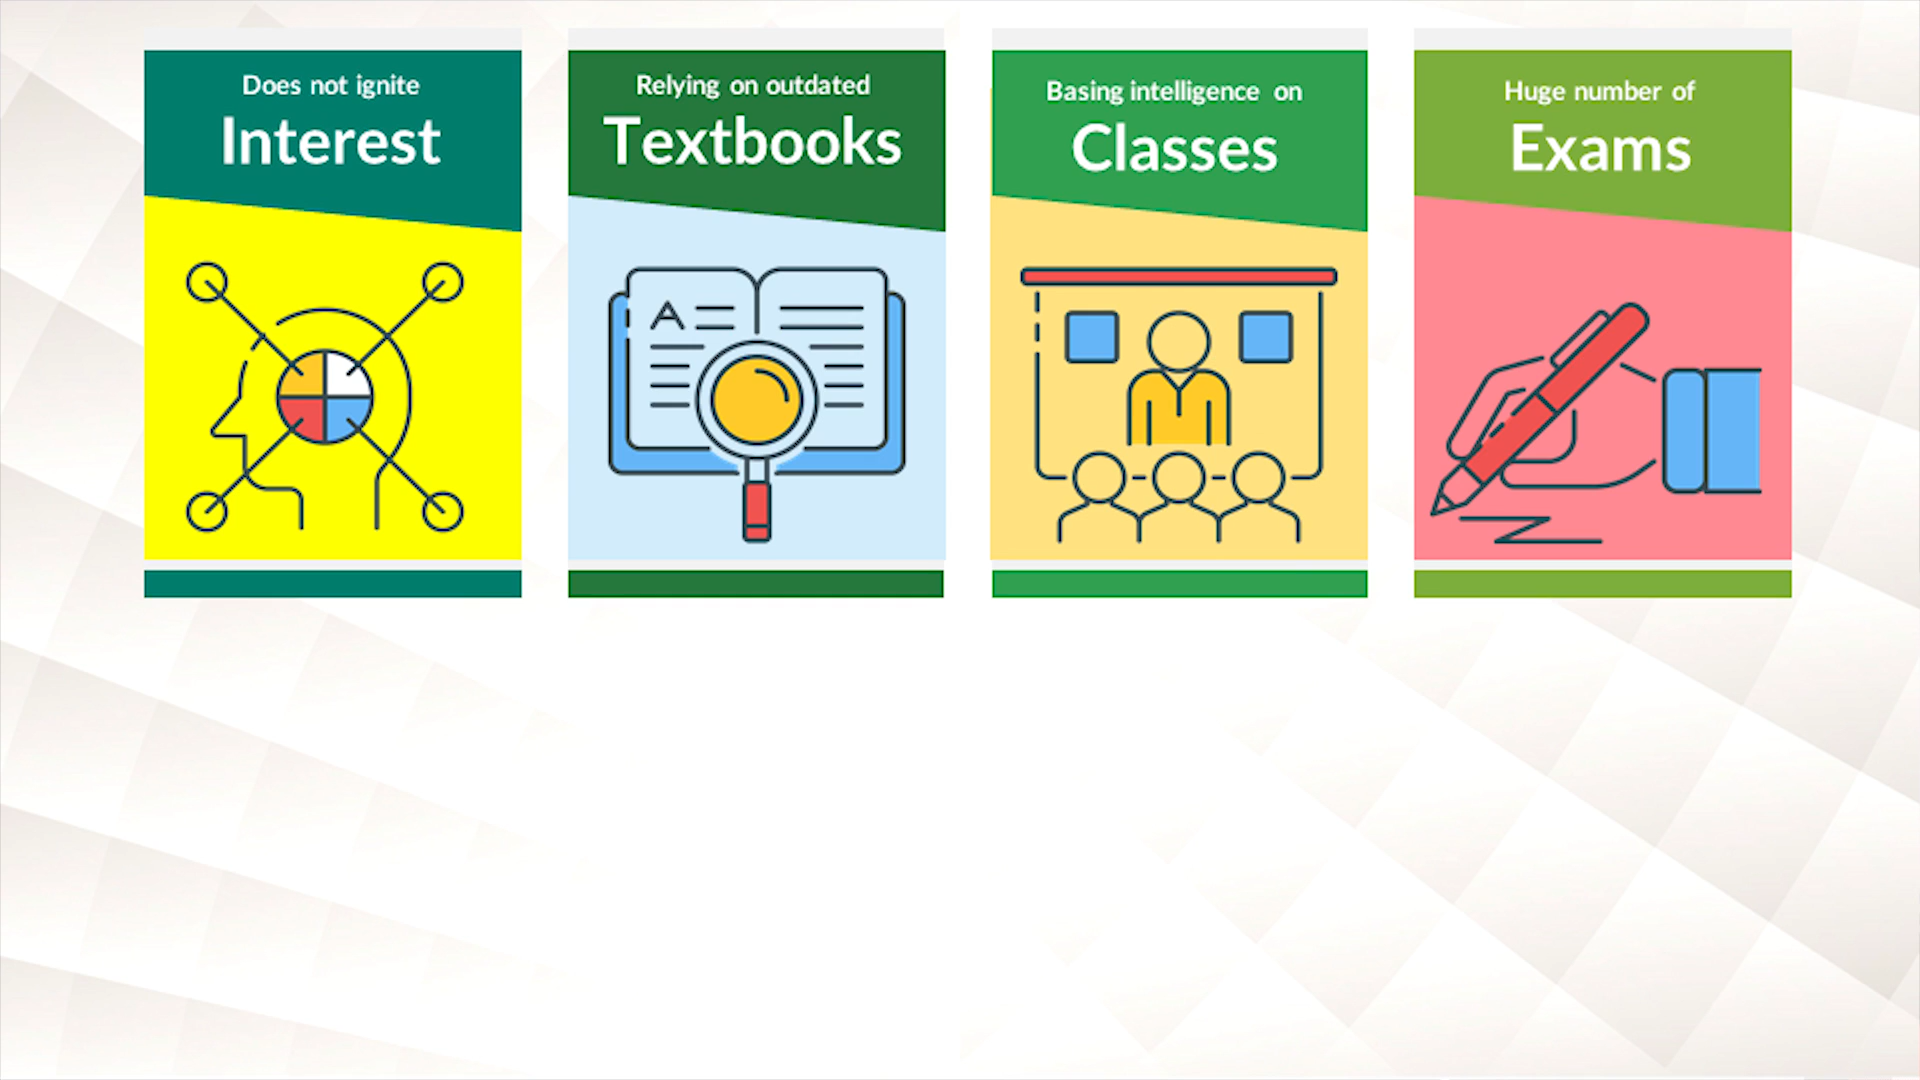 Does not ignite
Interest
Relying on outdated
Textbooks
Basing intelligence on
Classes
Huge number of
Exams
A